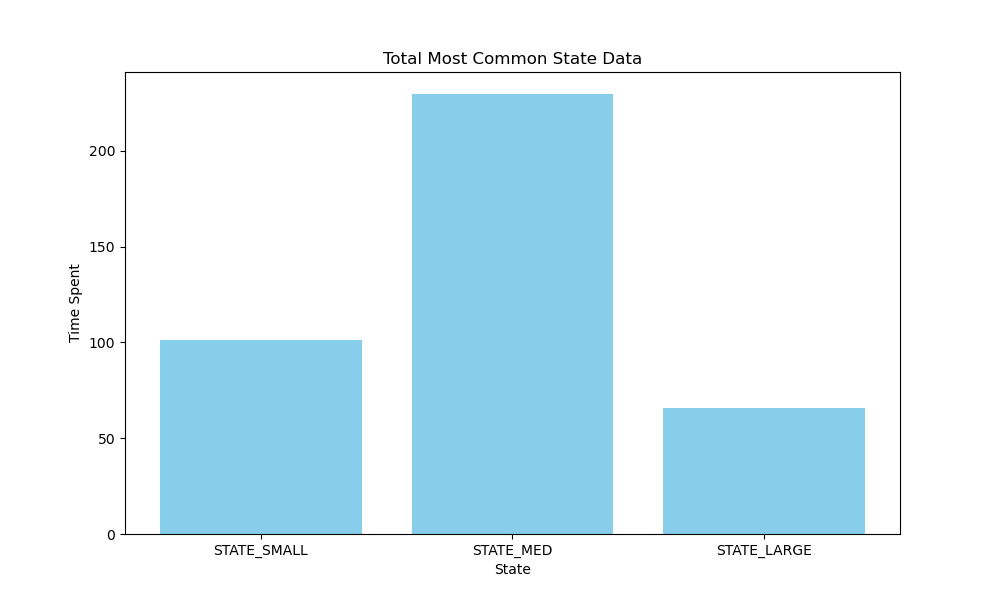 Total Most Common State Data
200
150
100
50
0
Time Spent
STATE_SMALL STATE_MED STATE_LARGE
State